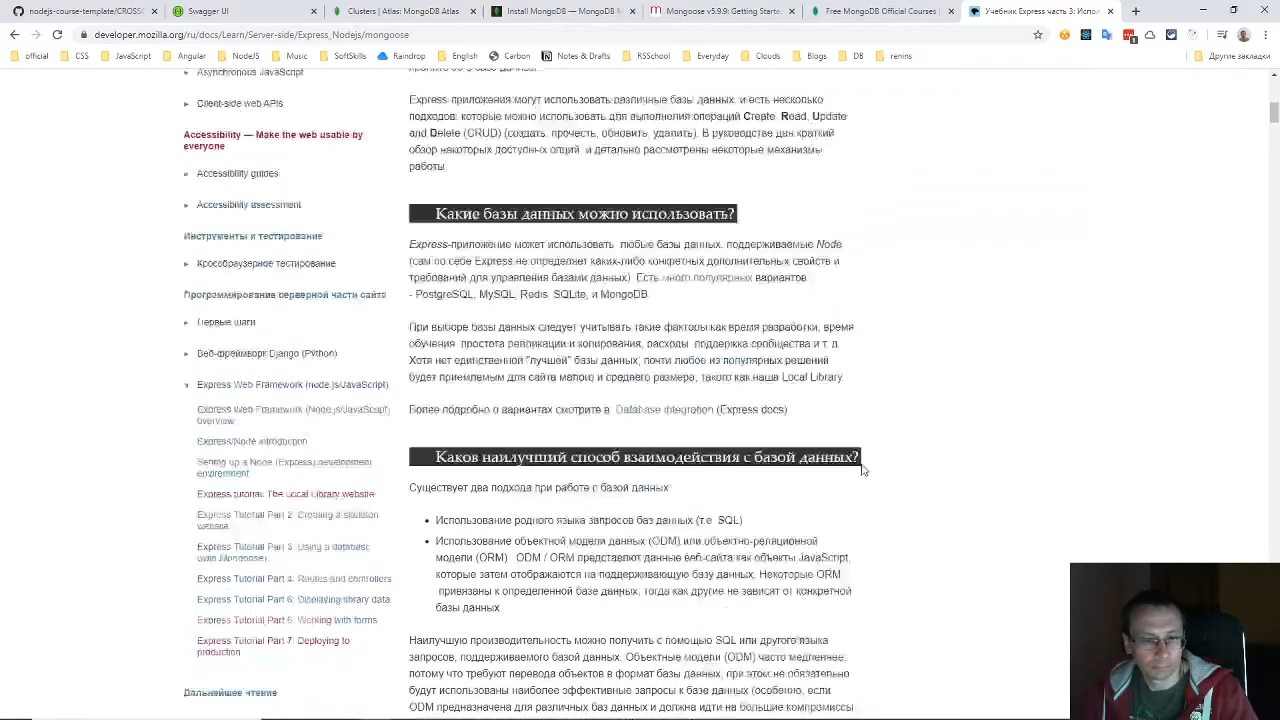 nodejs-course-template/CROSSC
Swagger UI
Clusters | Atlas: MongoDB Atlas
Install MongoDB — MongoDB M
Mongoose v5.9.9: Getting Starte
Free MongoDB Official Courses |
Учебник Express часть 3: Испол
developer.mozilla.org/ru/docs/Learn/Server-side/Express_Nodejs/mongoose
official
CSS
JavaScript
Angular
NodeJS
Music
SoftSkills
Raindrop
English
Carbon
Notes & Drafts
RSSchool
Everyday
Clouds
Blogs
DB
renins
Другие закладки
Asynchronous JavaScript
Client-side web APIs
Accessibility — Make the web usable by
everyone
Accessibility guides
Accessibility assessment
Инструменты и тестирование
Кроссбраузерное тестирование
Программирование серверной части сайта
Первые шаги
Веб-фреймворк Django (Python)
Express Web Framework (node.js/JavaScript)
Express Web Framework (Node.js/JavaScript)
overview
Express/Node introduction
Setting up a Node (Express) development
environment
Express tutorial: The Local Library website
Express Tutorial Part 2: Creating a skeleton
website
Express Tutorial Part 3: Using a database
(with Mongoose)
Express Tutorial Part 4: Routes and controllers
Express Tutorial Part 5: Displaying library data
Express Tutorial Part 6: Working with forms
Express Tutorial Part 7: Deploying to
production
Дальнейшее чтение
Express приложения могут использовать различные базы данных, и есть несколько
подходов, которые можно использовать для выполнения операций Create, Read, Update
and Delete (CRUD) (создать, прочесть, обновить, удалить). В руководстве дан краткий
обзор некоторых доступных опций, и детально рассмотрены некоторые механизмы
работы.
Какие базы данных можно использовать?
Express-приложение может использовать любые базы данных, поддерживаемые Node
(сам по себе Express не определяет каких-либо конкретных дополнительных свойств и
требований для управления базами данных). Есть много популярных вариантов
- PostgreSQL, MySQL, Redis, SQLite, и MongoDB.
При выборе базы данных следует учитывать такие факторы как время разработки, время
обучения, простота репликации и копирования, расходы, поддержка сообщества и т. д.
Хотя нет единственной "лучшей" базы данных, почти любое из популярных решений
будет приемлемым для сайта малого и среднего размера, такого как наша Local Library.
Более подробно о вариантах смотрите в Database integration (Express docs)
Каков наилучший способ взаимодействия с базой данных?
Существует два подхода при работе с базой данных
Использование родного языка запросов баз данных (т.е. SQL)
Использование объектной модели данных (ODM) или объектно-реляционной
модели (ORM). ODM / ORM представляют данные веб-сайта как объекты JavaScript,
которые затем отображаются на поддерживающую базу данных. Некоторые ORM
привязаны к определенной базе данных, тогда как другие не зависят от конкретной
базы данных
Наилучшую производительность можно получить с помощью SQL или другого языка
запросов, поддерживаемого базой данных. Объектные модели (ODM) часто медленнее,
потому что требуют перевода объектов в формат базы данных, при этом не обязательно
будут использованы наиболее эффективные запросы к базе данных (особенно, если
ODM предназначена для различных баз данных и должна идти на большие компромиссы